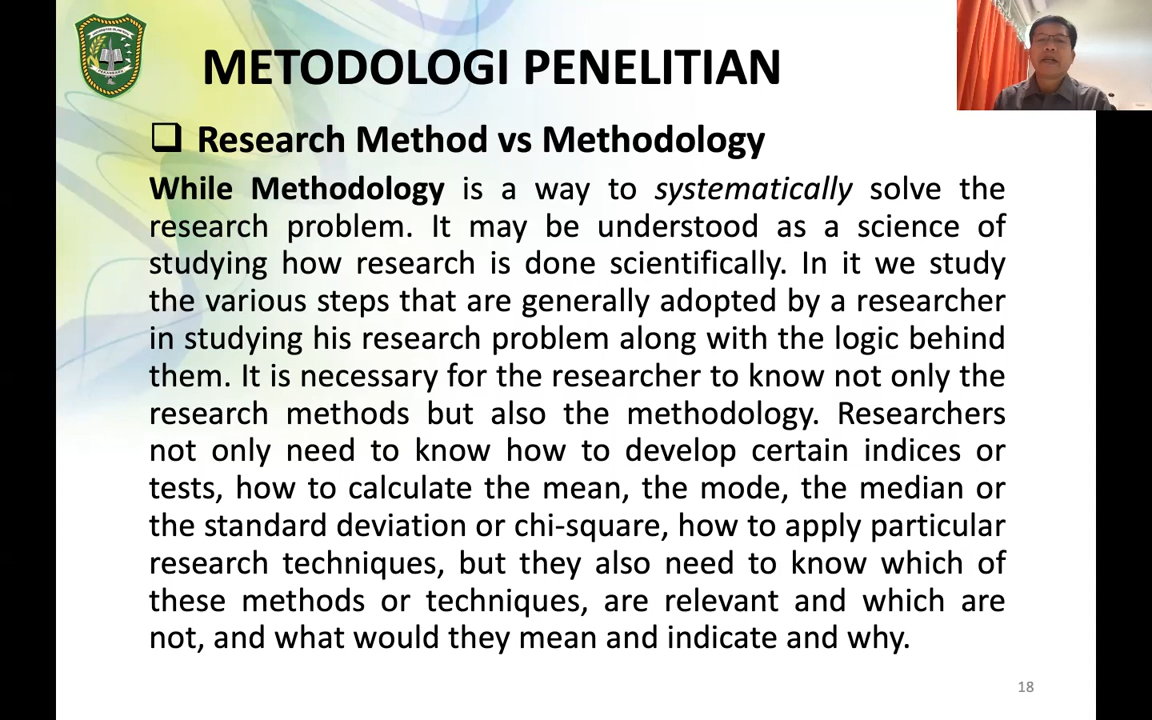 METODOLOGI PENELITIAN
Research Method vs Methodology
While Methodology is a way to systematically solve the
research problem. It may be understood as a science of
studying how research is done scientifically. In it we study
the various steps that are generally adopted by a researcher
in studying his research problem along with the logic behind
them. It is necessary for the researcher to know not only the
research methods but also the methodology. Researchers
not only need to know how to develop certain indices or
tests, how to calculate the mean, the mode, the median or
the standard deviation or chi-square, how to apply particular
research techniques, but they also need to know which of
these methods or techniques, are relevant and which are
not, and what would they mean and indicate and why.
18